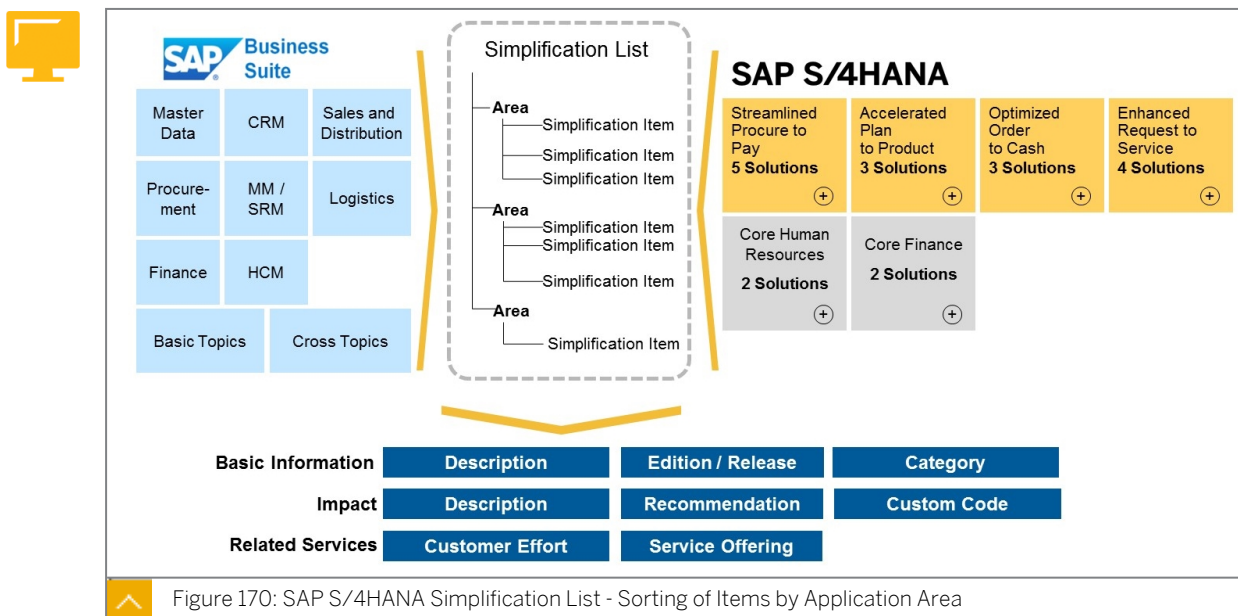 SAP Business
Suite
Master
Data
CRM
Sales and
Distribution
Procure-
ment
MM /
SRM
Logistics
Finance
HCM
Basic Topics
Cross Topics
Simplification List
Area
Simplification Item
Simplification Item
Simplification Item
Area
Simplification Item
Simplification Item
Simplification Item
Area
Simplification Item
SAP S/4HANA
Streamlined
Procure to
Pay
5 Solutions
Accelerated
Plan
to Product
3 Solutions
Optimized
Order
to Cash
3 Solutions
Enhanced
Request to
Service
4 Solutions
Core Human
Resources
2 Solutions
Core Finance
2 Solutions
Basic Information
Description
Edition / Release
Category
Impact
Description
Recommendation
Custom Code
Related Services
Customer Effort
Service Offering
Figure 170: SAP S/4HANA Simplification List - Sorting of Items by Application Area